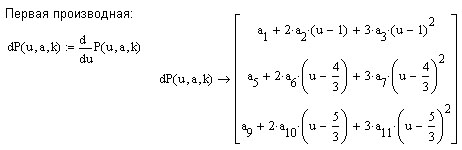 Первая производная:
dP(u,a,k) := d/du P(u,a,k)
dP(u,a,k) → [ a₁ + 2·a₂·(u − 1) + 3·a₃·(u − 1)²
a₅ + 2·a₆·(u − 4/3) + 3·a₇·(u − 4/3)²
a₉ + 2·a₁₀·(u − 5/3) + 3·a₁₁·(u − 5/3)² ]